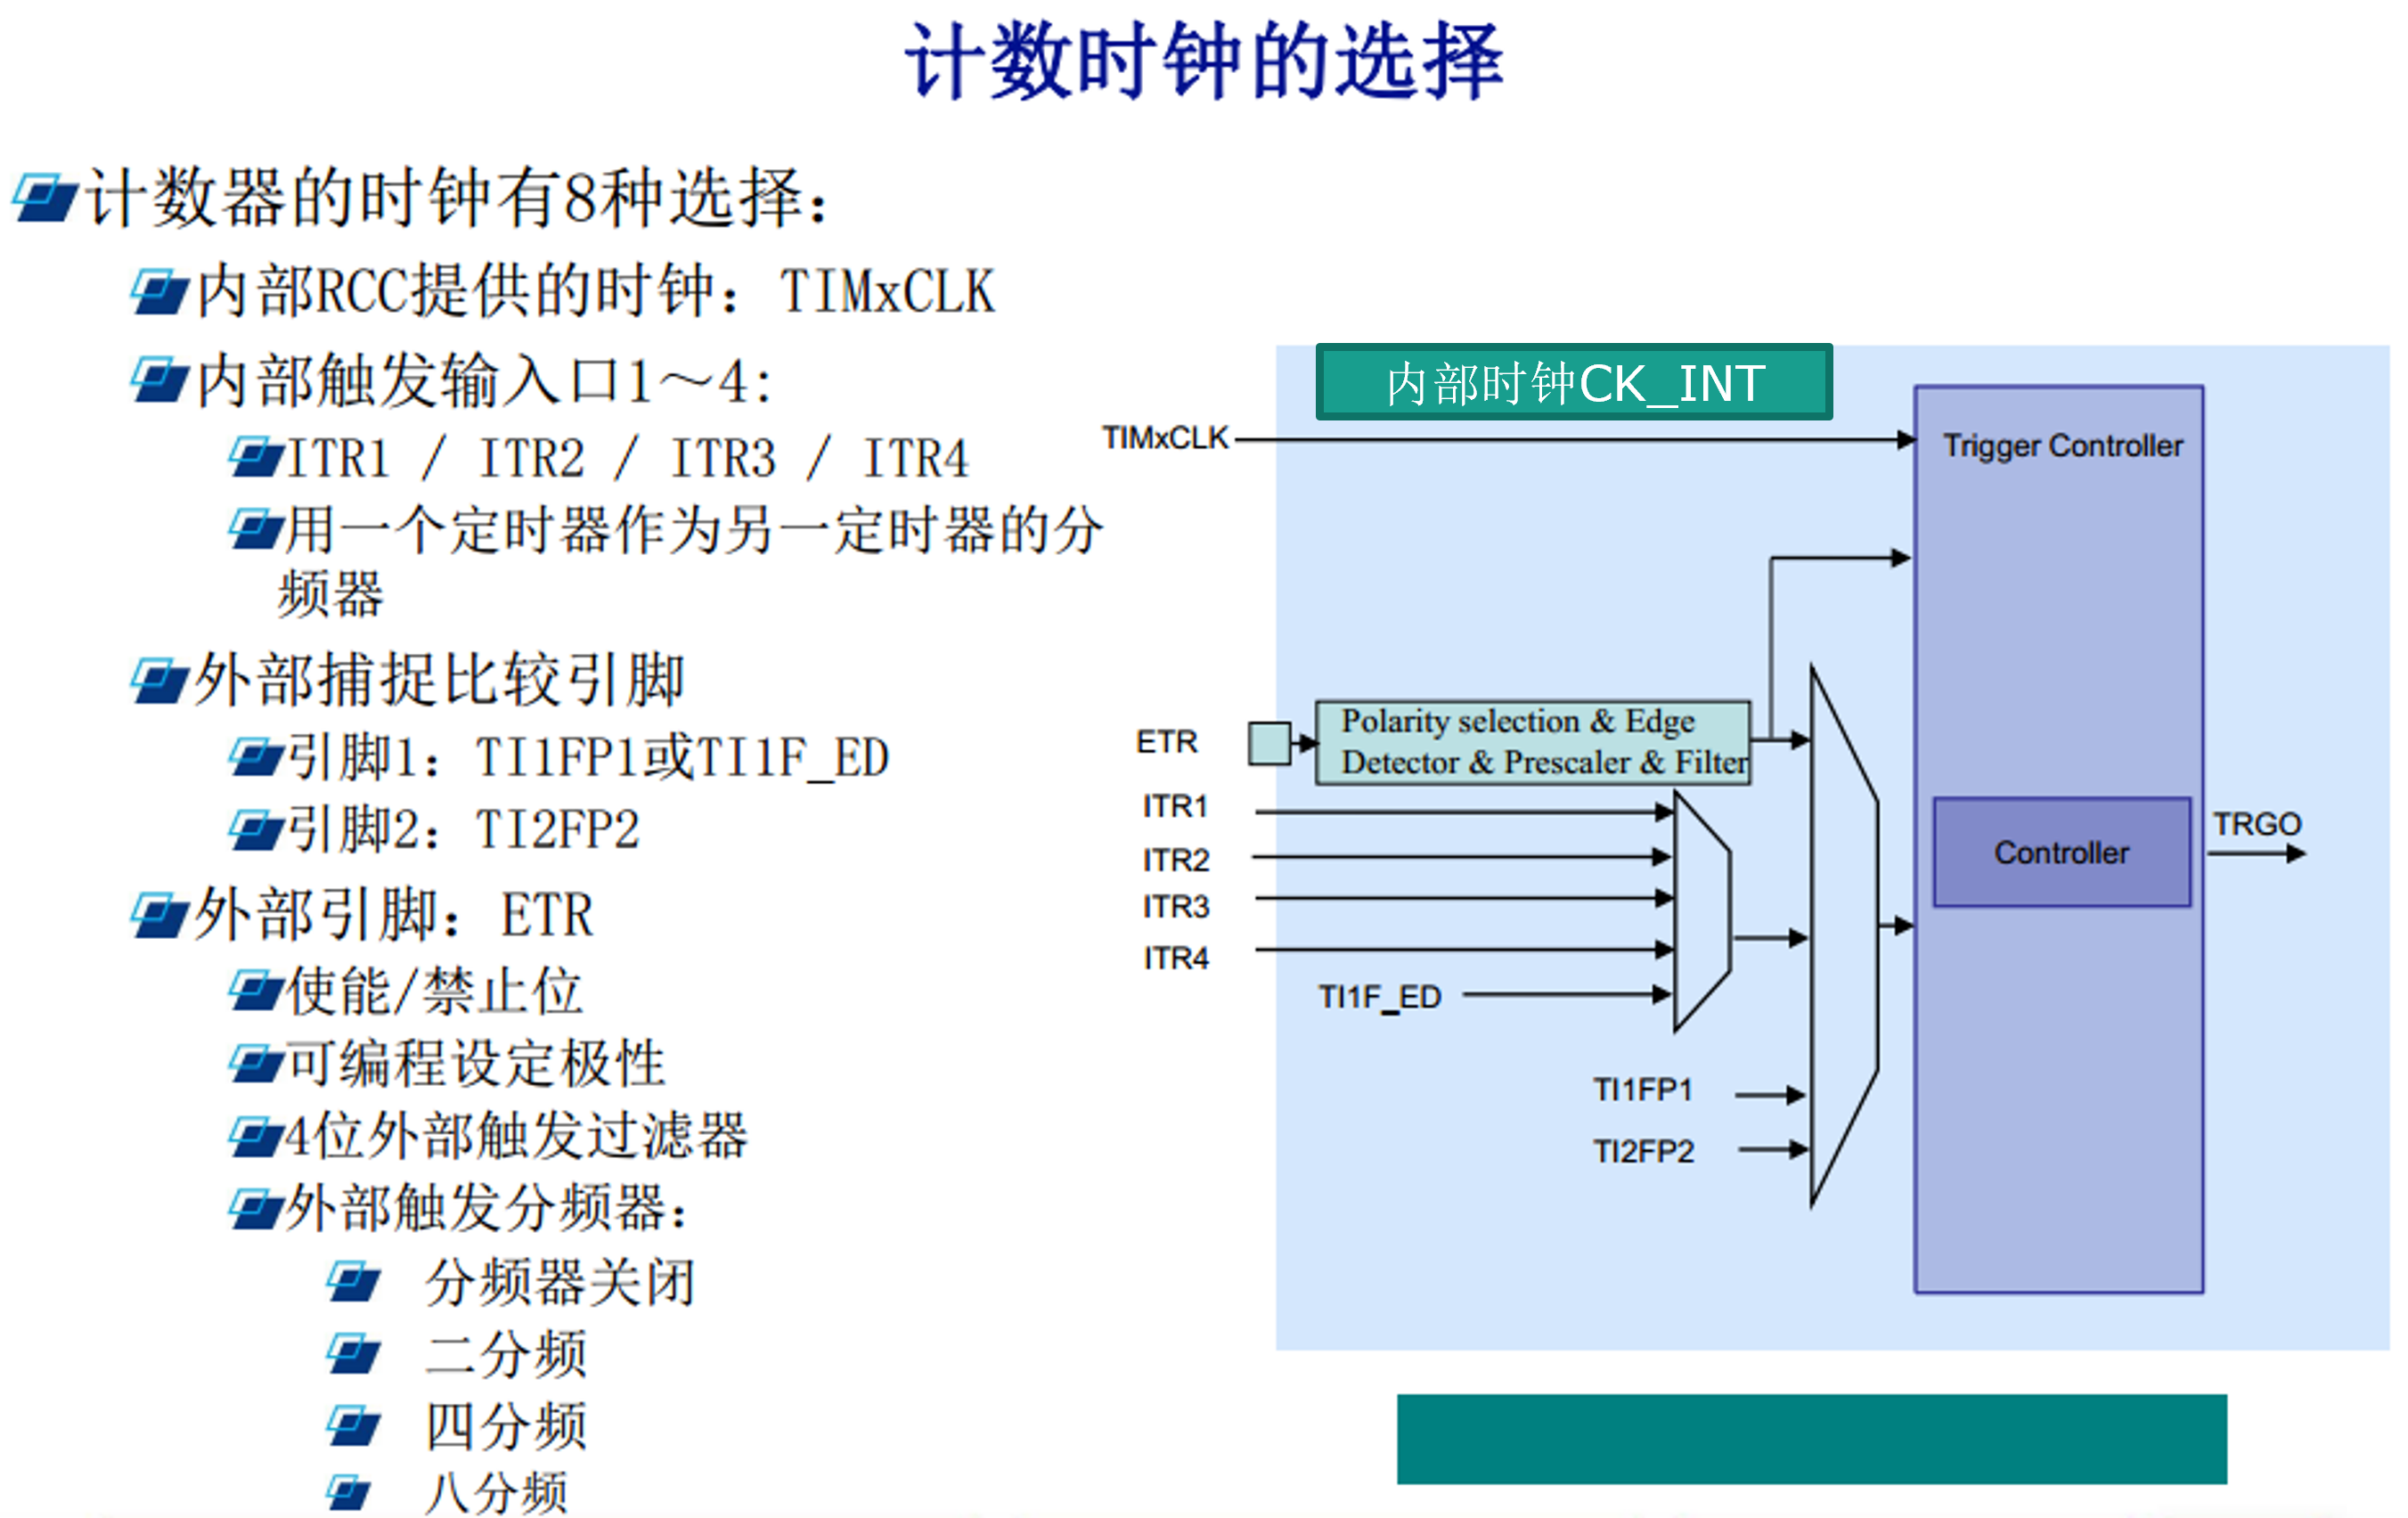 计数时钟的选择
计数器的时钟有8种选择：
内部RCC提供的时钟：TIMxCLK
内部触发输入口1～4:
ITR1 / ITR2 / ITR3 / ITR4
用一个定时器作为另一定时器的分
频器
外部捕捉比较引脚
引脚1：TI1FP1或TI1F_ED
引脚2：TI2FP2
外部引脚：ETR
使能/禁止位
可编程设定极性
4位外部触发过滤器
外部触发分频器：
分频器关闭
二分频
四分频
八分频
内部时钟CK_INT
TIMxCLK
Trigger Controller
ETR
Polarity selection & Edge
Detector & Prescaler & Filter
ITR1
ITR2
ITR3
ITR4
TI1F_ED
TI1FP1
TI2FP2
Controller
TRGO